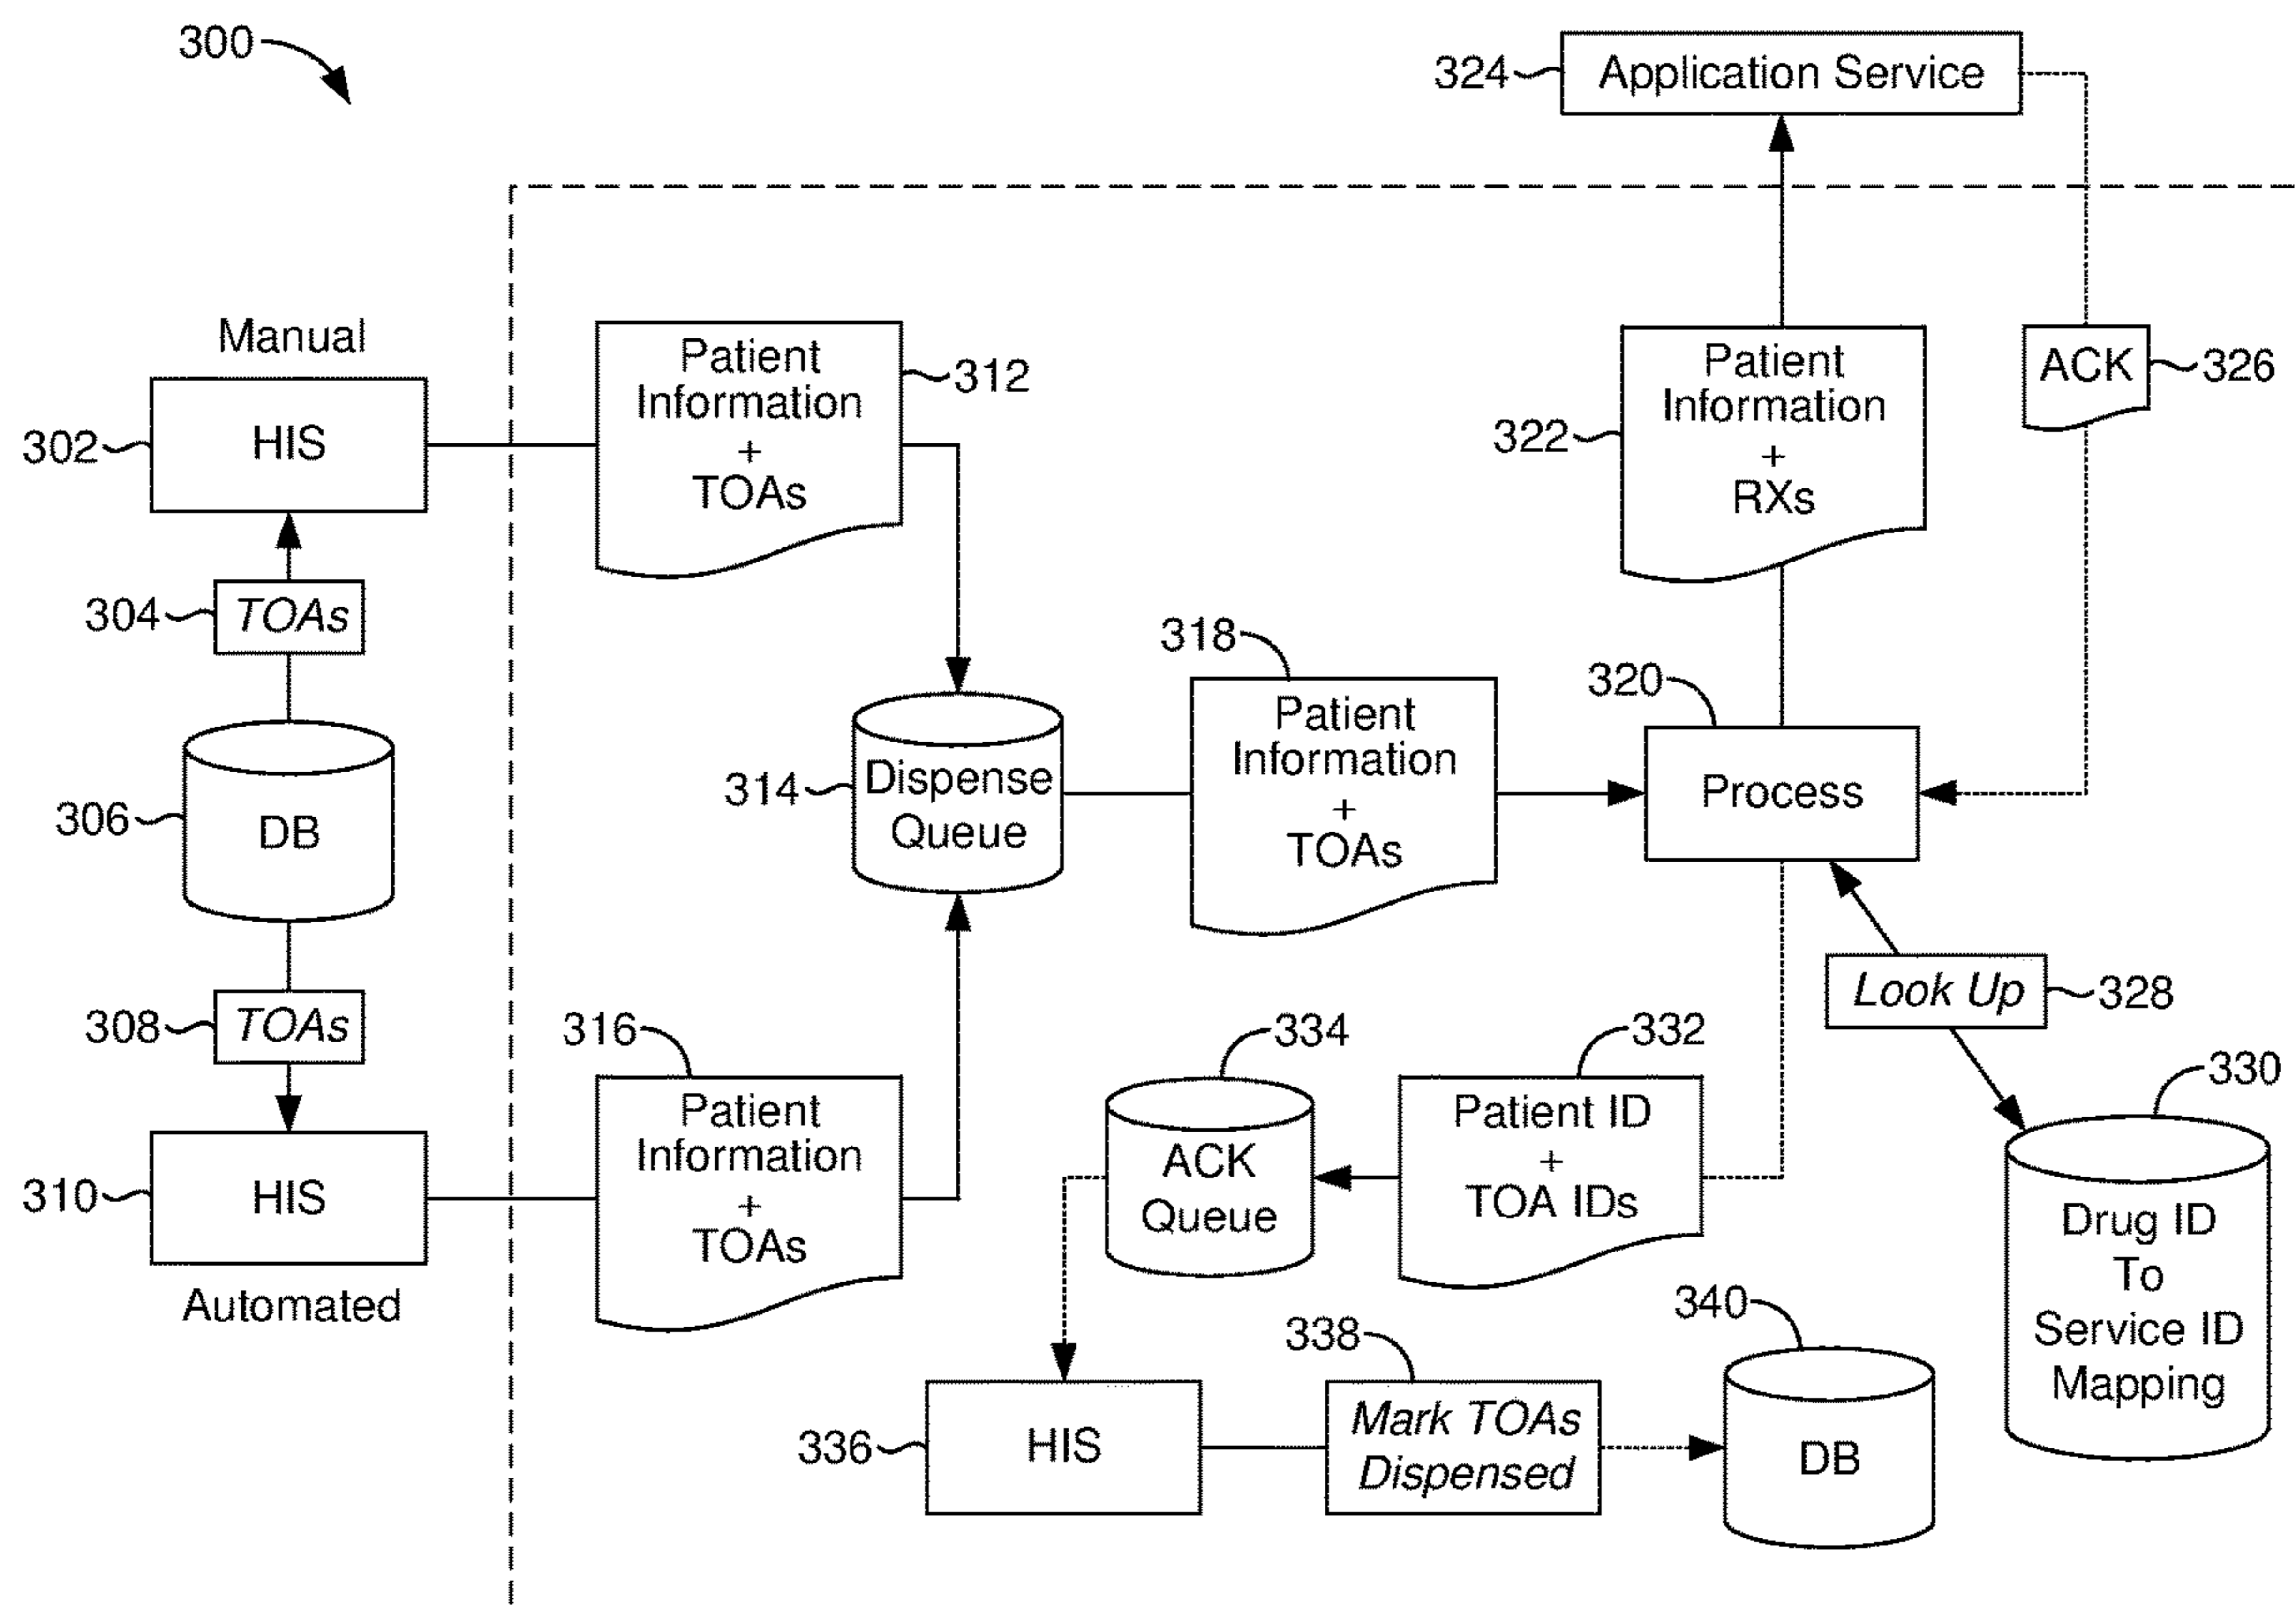 300
324
Application Service
Manual
302
HIS
Patient
Information
+
TOAs
312
322
Patient
Information
+
RXs
ACK
326
304
TOAs
306
DB
308
TOAs
310
HIS
Automated
314
Dispense
Queue
318
Patient
Information
+
TOAs
320
Process
316
Patient
Information
+
TOAs
Look Up
328
334
ACK
Queue
332
Patient ID
+
TOA IDs
330
Drug ID
To
Service ID
Mapping
336
HIS
338
Mark TOAs
Dispensed
340
DB